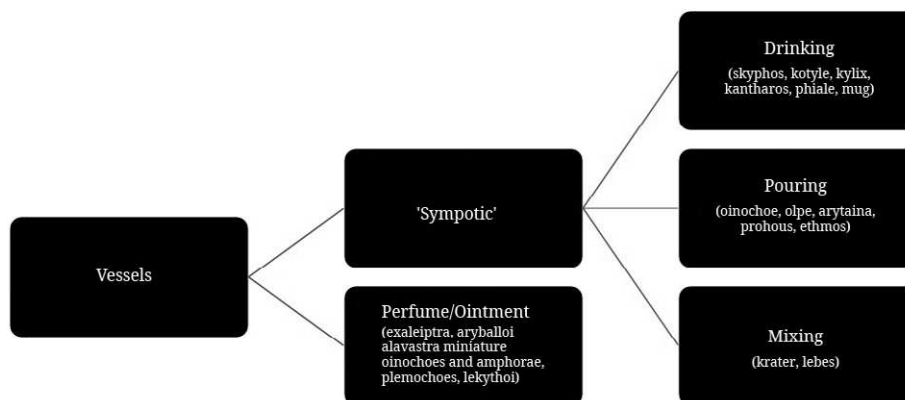 Vessels
'Sympotic'
Perfume/Ointment
(exaleiptra, aryballoi
alavastra miniature
oinochoes and amphorae,
plemochoes, lekythoi)
Drinking
(skyphos, kotyle, kylix,
kantharos, phiale, mug)
Pouring
(oinochoe, olpe, arytaina,
prohous, ethmos)
Mixing
(krater, lebes)